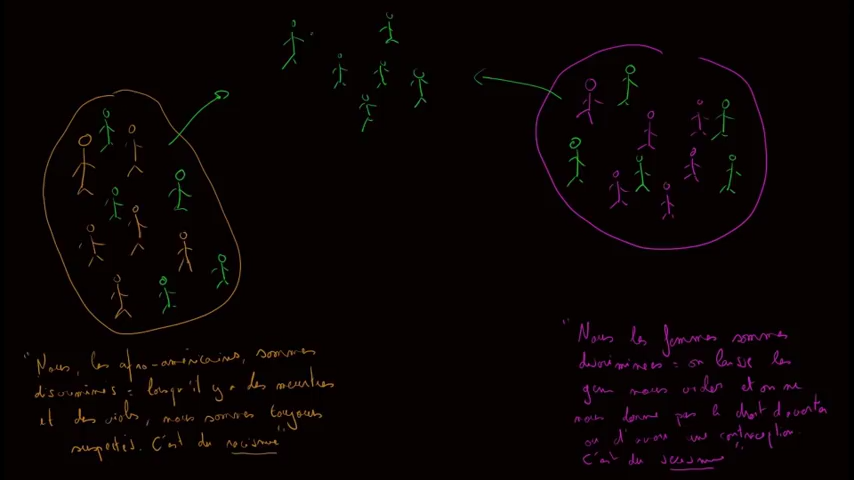 "Nous, les afro-américains, sommes
discriminés = lorsqu'il y a des meurtres
et des viols, nous sommes toujours
suspectés. C'est du racisme"
"Nous les femmes sommes
discriminées = on laisse les
gens nous violer et on ne
nous donne pas le droit d'avorter
ou d'avoir une contraception.
C'est du sexisme"